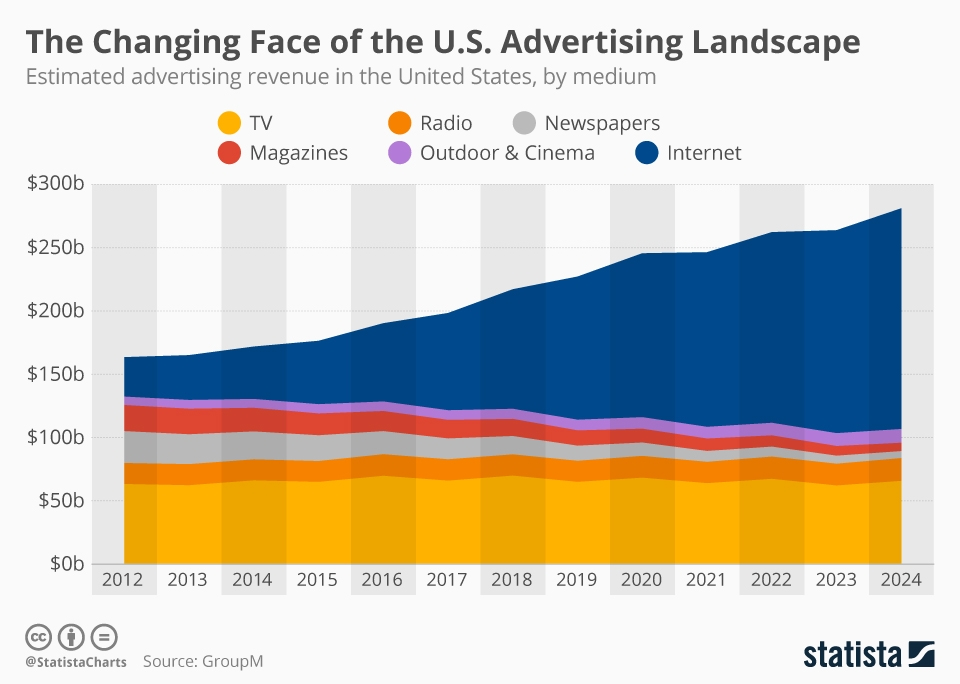 The Changing Face of the U.S. Advertising Landscape
Estimated advertising revenue in the United States, by medium
TV Radio Newspapers
Magazines Outdoor & Cinema Internet
$300b
$250b
$200b
$150b
$100b
$50b
$0b
2012 2013 2014 2015 2016 2017 2018 2019 2020 2021 2022 2023 2024
cc
@StatistaCharts Source: GroupM
statista